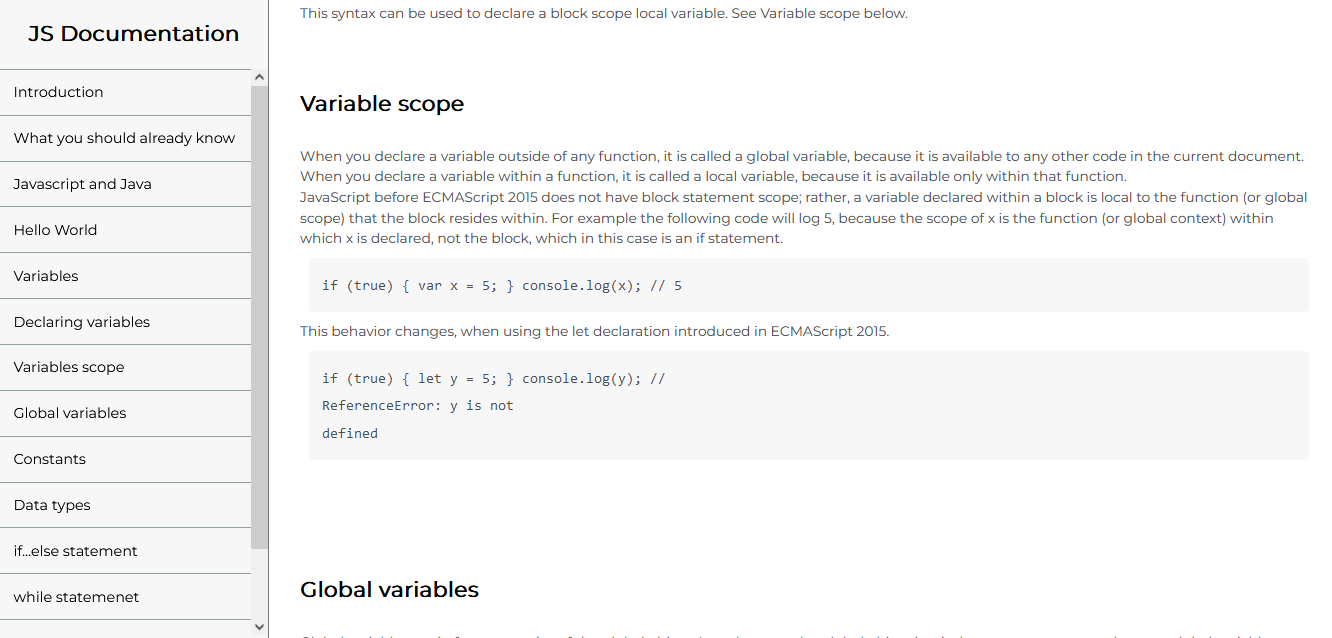 JS Documentation
Introduction
What you should already know
Javascript and Java
Hello World
Variables
Declaring variables
Variables scope
Global variables
Constants
Data types
if...else statement
while statemenet
This syntax can be used to declare a block scope local variable. See Variable scope below.
Variable scope
When you declare a variable outside of any function, it is called a global variable, because it is available to any other code in the current document.
When you declare a variable within a function, it is called a local variable, because it is available only within that function.
JavaScript before ECMAScript 2015 does not have block statement scope; rather, a variable declared within a block is local to the function (or global
scope) that the block resides within. For example the following code will log 5, because the scope of x is the function (or global context) within
which x is declared, not the block, which in this case is an if statement.
if (true) { var x = 5; } console.log(x); // 5
This behavior changes, when using the let declaration introduced in ECMAScript 2015.
if (true) { let y = 5; } console.log(y); //
ReferenceError: y is not
defined
Global variables